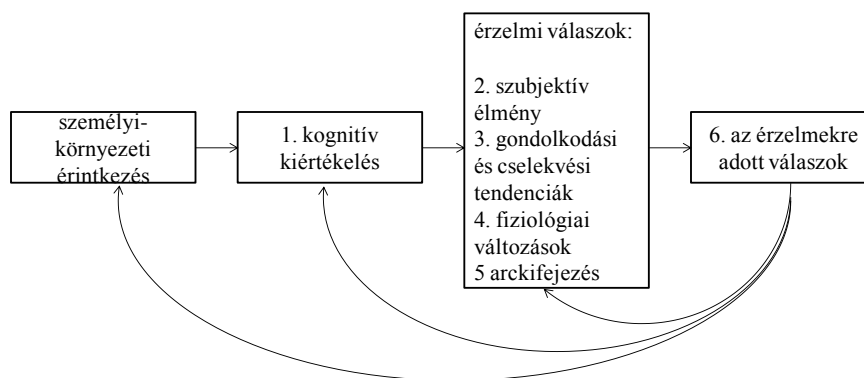 személyi-
környezeti
érintkezés
1. kognitív
kiértékelés
érzelmi válaszok:
2. szubjektív
élmény
3. gondolkodási
és cselekvési
tendenciák
4. fiziológiai
változások
5 arckifejezés
6. az érzelmekre
adott válaszok